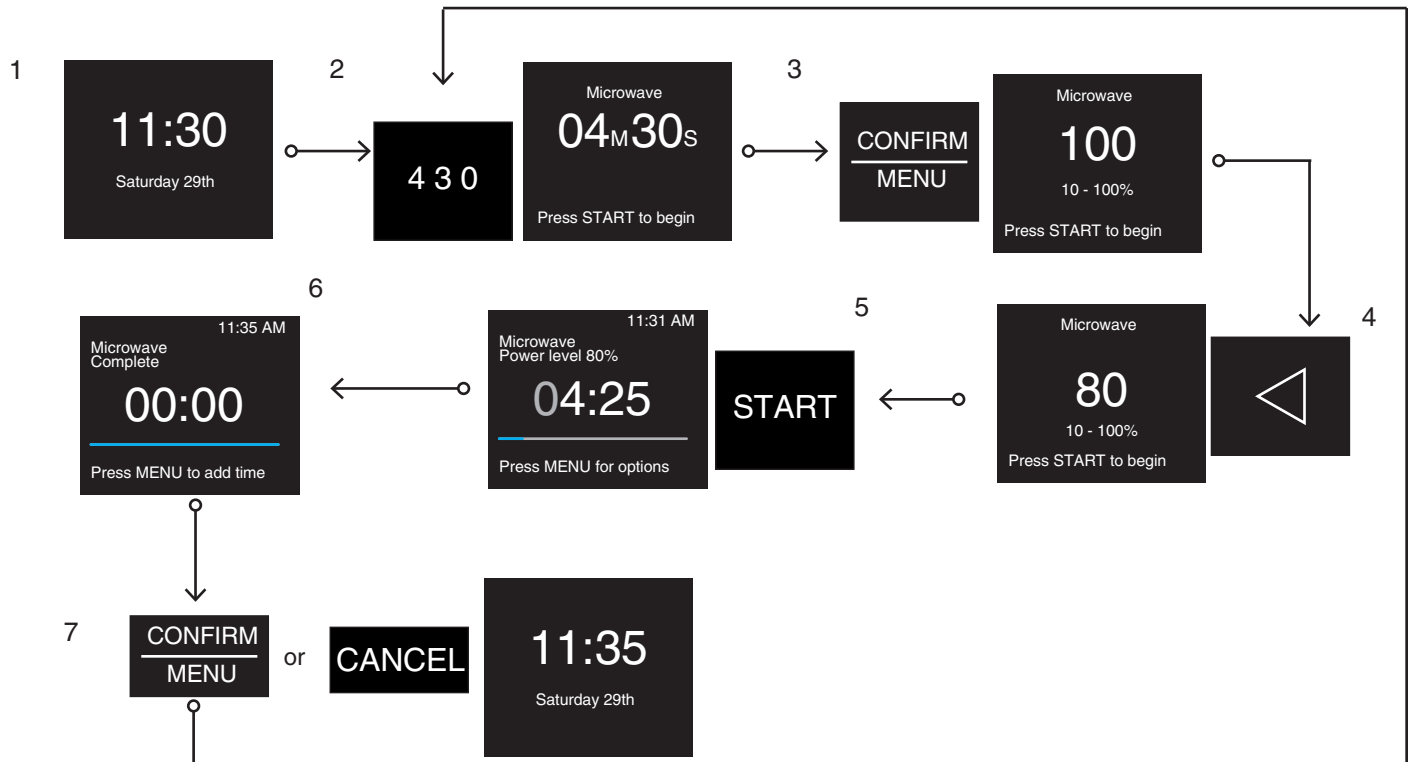 1
11:30
Saturday 29th
2
4 3 0
Microwave
04M30S
Press START to begin
3
CONFIRM
MENU
Microwave
100
10 - 100%
Press START to begin
4
Microwave
80
10 - 100%
Press START to begin
5
START
11:31 AM
Microwave
Power level 80%
04:25
Press MENU for options
6
11:35 AM
Microwave
Complete
00:00
Press MENU to add time
7
CONFIRM
MENU
or
CANCEL
11:35
Saturday 29th